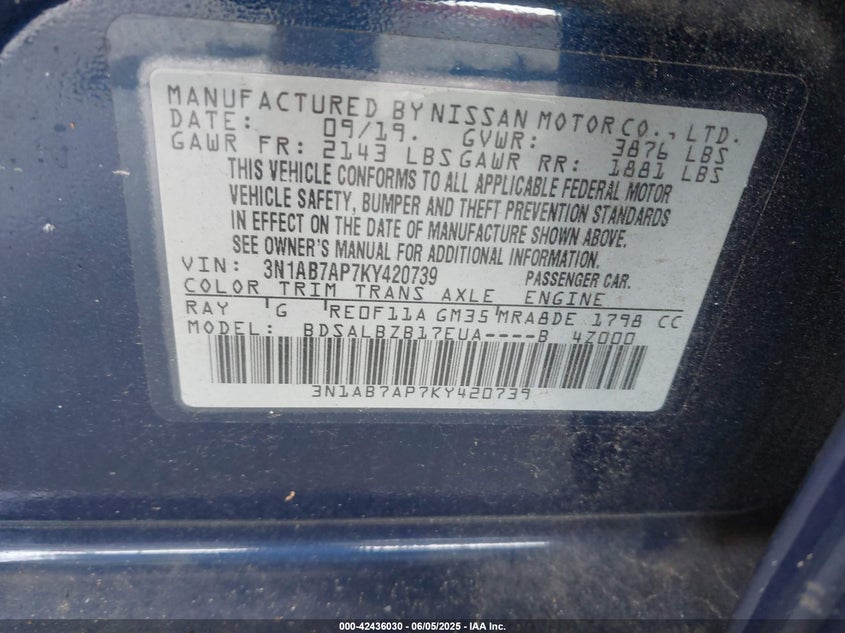 MANUFACTURED BY NISSAN MOTOR CO., LTD.
DATE: 09/19. GVWR: 3876 LBS
GAWR FR: 2143 LBS GAWR RR: 1881 LBS
THIS VEHICLE CONFORMS TO ALL APPLICABLE FEDERAL MOTOR
VEHICLE SAFETY, BUMPER AND THEFT PREVENTION STANDARDS
IN EFFECT ON THE DATE OF MANUFACTURE SHOWN ABOVE.
SEE OWNER'S MANUAL FOR ADDITIONAL INFORMATION.
VIN: 3N1AB7AP7KY420739 PASSENGER CAR.
COLOR TRIM TRANS AXLE ENGINE
RAY G RE0F11A GM35 MRA8DE 1798 CC
MODEL: BDSALBZB17EUA----B 4Z000
3N1AB7AP7KY420739
000-42436030 - 06/05/2025 - IAA Inc.